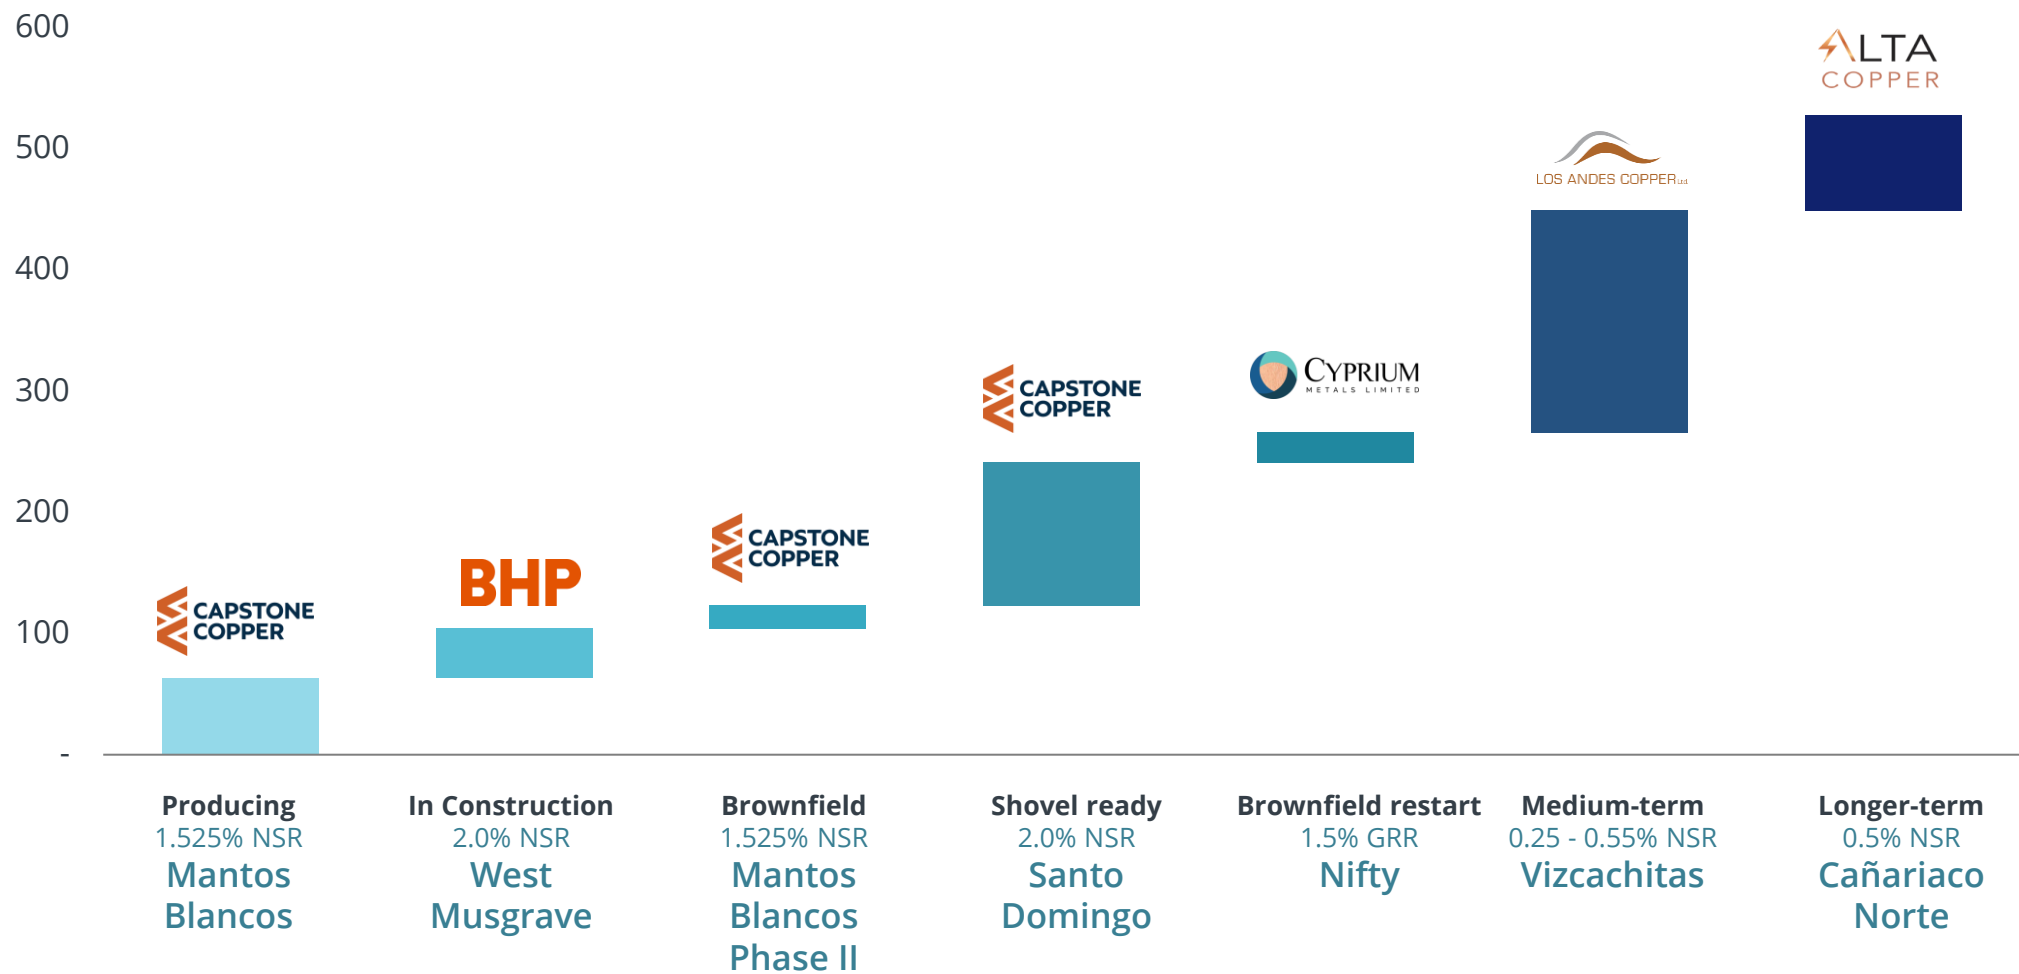 600
500
400
300
200
100
-
CAPSTONE
COPPER
BHP
CAPSTONE
COPPER
CAPSTONE
COPPER
CYPRIUM
METALS LIMITED
LOS ANDES COPPER Ltd.
ALTA
COPPER
Producing
1.525% NSR
Mantos
Blancos
In Construction
2.0% NSR
West
Musgrave
Brownfield
1.525% NSR
Mantos
Blancos
Phase II
Shovel ready
2.0% NSR
Santo
Domingo
Brownfield restart
1.5% GRR
Nifty
Medium-term
0.25 - 0.55% NSR
Vizcachitas
Longer-term
0.5% NSR
Cañariaco
Norte